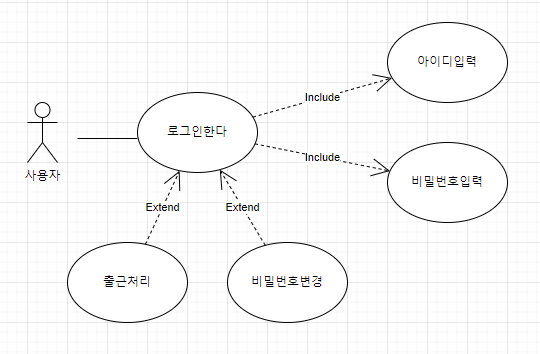 아이디입력
Include
로그인한다
Include
사용자
비밀번호입력
Extend
Extend
출근처리
비밀번호변경